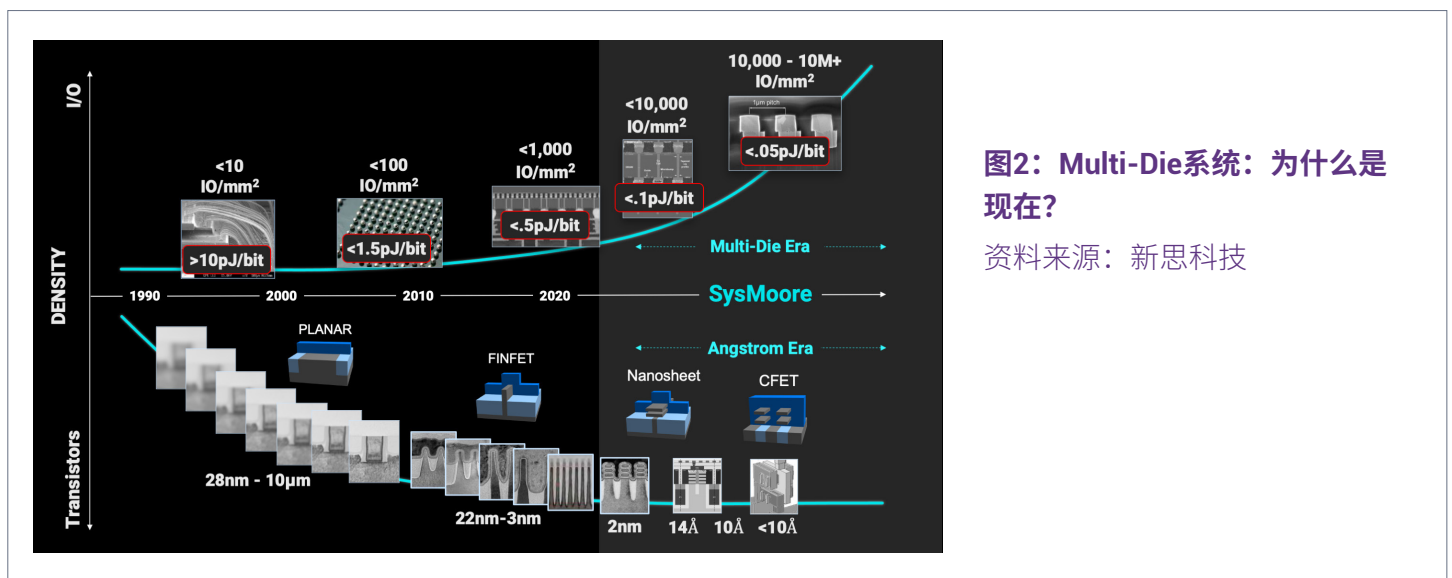 10,000 - 10M+
IO/mm²
I/O
<10,000
IO/mm²
1µm pitch
<.05pJ/bit
<1,000
IO/mm²
<10
IO/mm²
<100
IO/mm²
<.1pJ/bit
<.5pJ/bit
<1.5pJ/bit
>10pJ/bit
Multi-Die Era
DENSITY
1990
2000
2010
2020
SysMoore
PLANAR
FINFET
Angstrom Era
Nanosheet
CFET
Transistors
28nm - 10µm
22nm-3nm
2nm
14Å
10Å
<10Å
图2：Multi-Die系统：为什么是
现在？
资料来源：新思科技